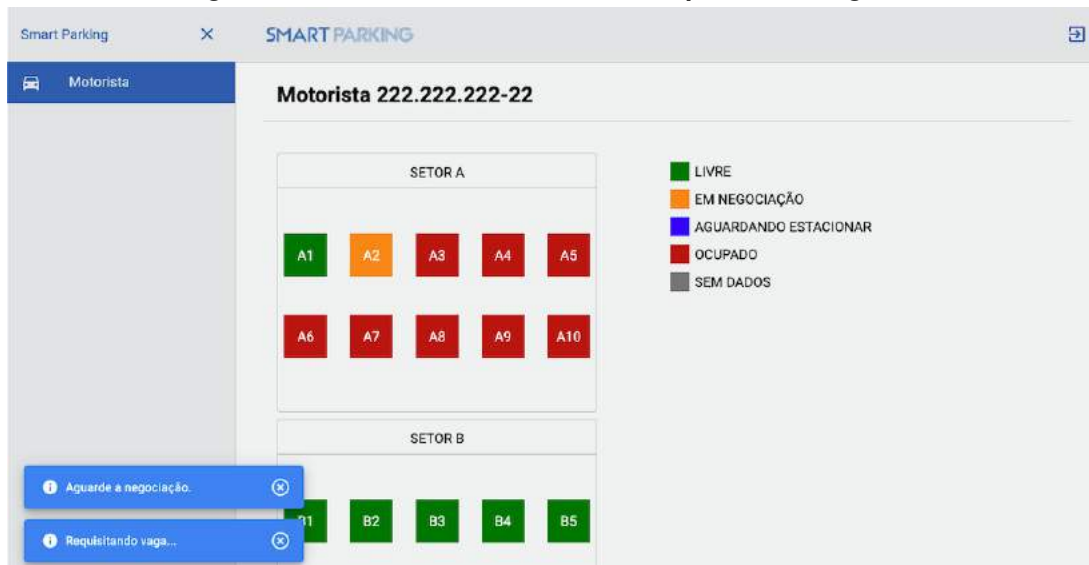 Smart Parking
SMART PARKING
Motorista
Motorista 222.222.222-22
SETOR A
A1 A2 A3 A4 A5
A6 A7 A8 A9 A10
LIVRE
EM NEGOCIAÇÃO
AGUARDANDO ESTACIONAR
OCUPADO
SEM DADOS
SETOR B
B2 B3 B4 B5
Aguarde a negociação.
Requisitando vaga...